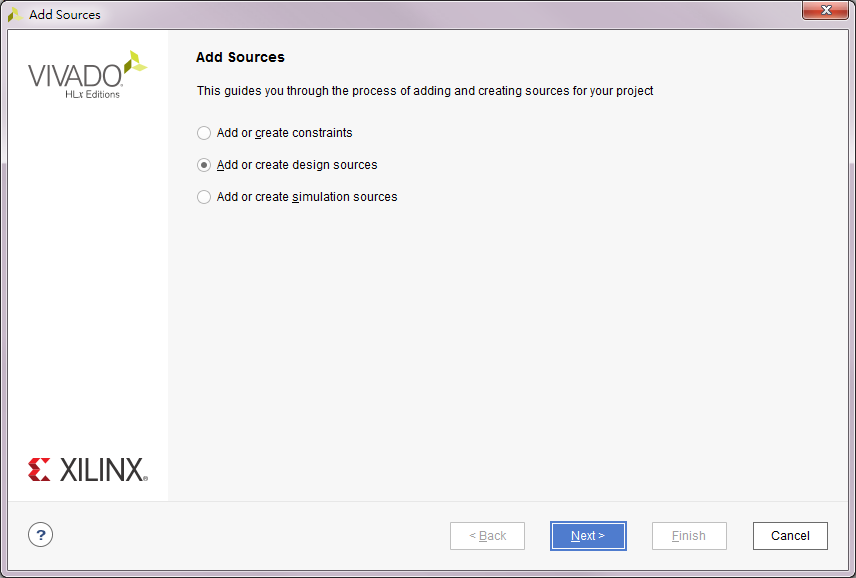 Add Sources
VIVADO
HLx Editions
Add Sources
This guides you through the process of adding and creating sources for your project
Add or create constraints
Add or create design sources
Add or create simulation sources
XILINX
?
< Back
Next >
Finish
Cancel